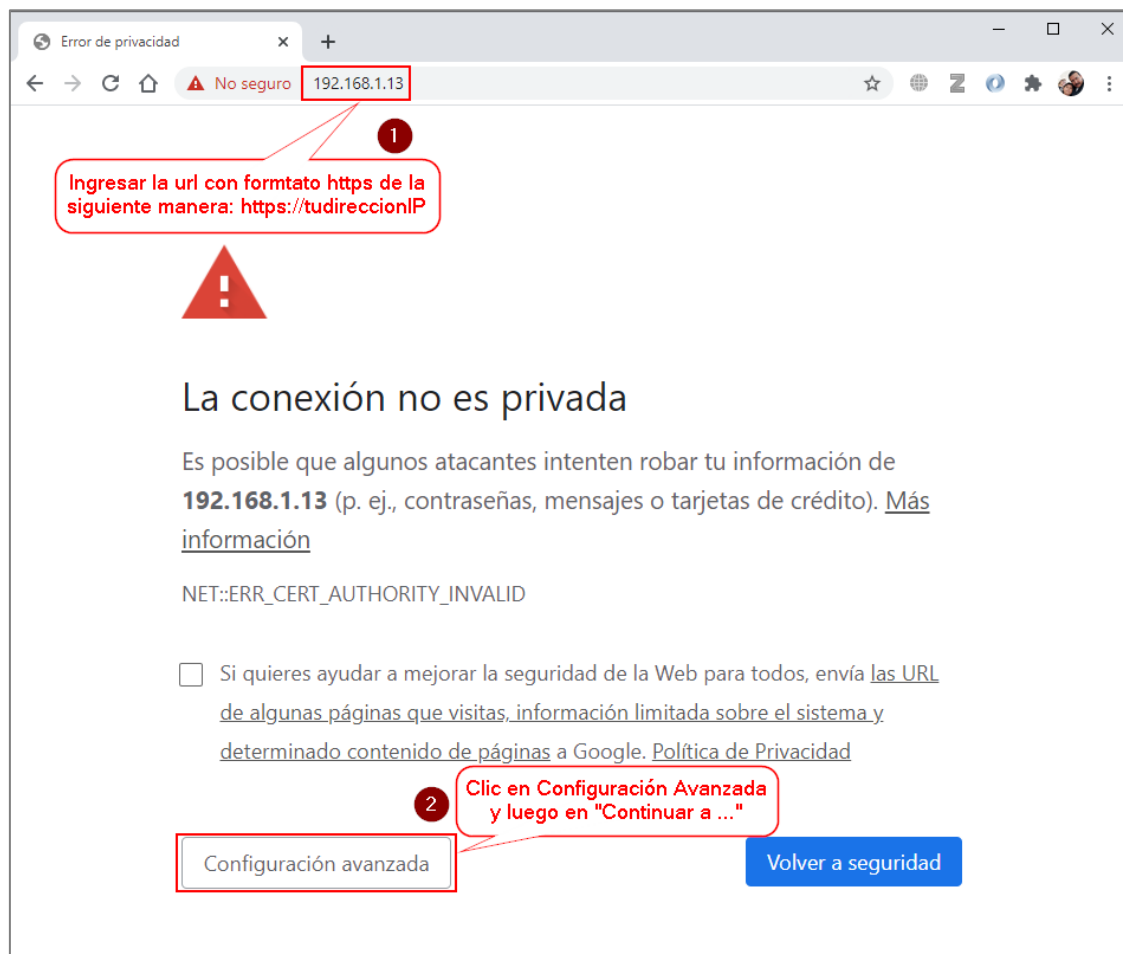 Error de privacidad
No seguro
192.168.1.13
1
Ingresar la url con formtato https de la
siguiente manera: https://tudireccionIP
La conexión no es privada
Es posible que algunos atacantes intenten robar tu información de
192.168.1.13 (p. ej., contraseñas, mensajes o tarjetas de crédito). Más
información
NET::ERR_CERT_AUTHORITY_INVALID
Si quieres ayudar a mejorar la seguridad de la Web para todos, envía las URL
de algunas páginas que visitas, información limitada sobre el sistema y
determinado contenido de páginas a Google. Política de Privacidad
2
Clic en Configuración Avanzada
y luego en "Continuar a ..."
Configuración avanzada
Volver a seguridad